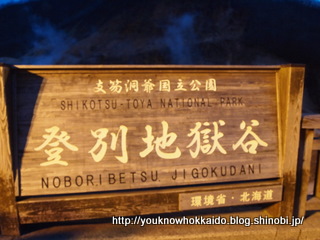 支笏洞爺国立公園
SHIKOTSU-TOYA NATIONAL PARK
登別地獄谷
NOBORIBETSU JIGOKUDANI
環境省・北海道
http://youknowhokkaido.blog.shinobi.jp/